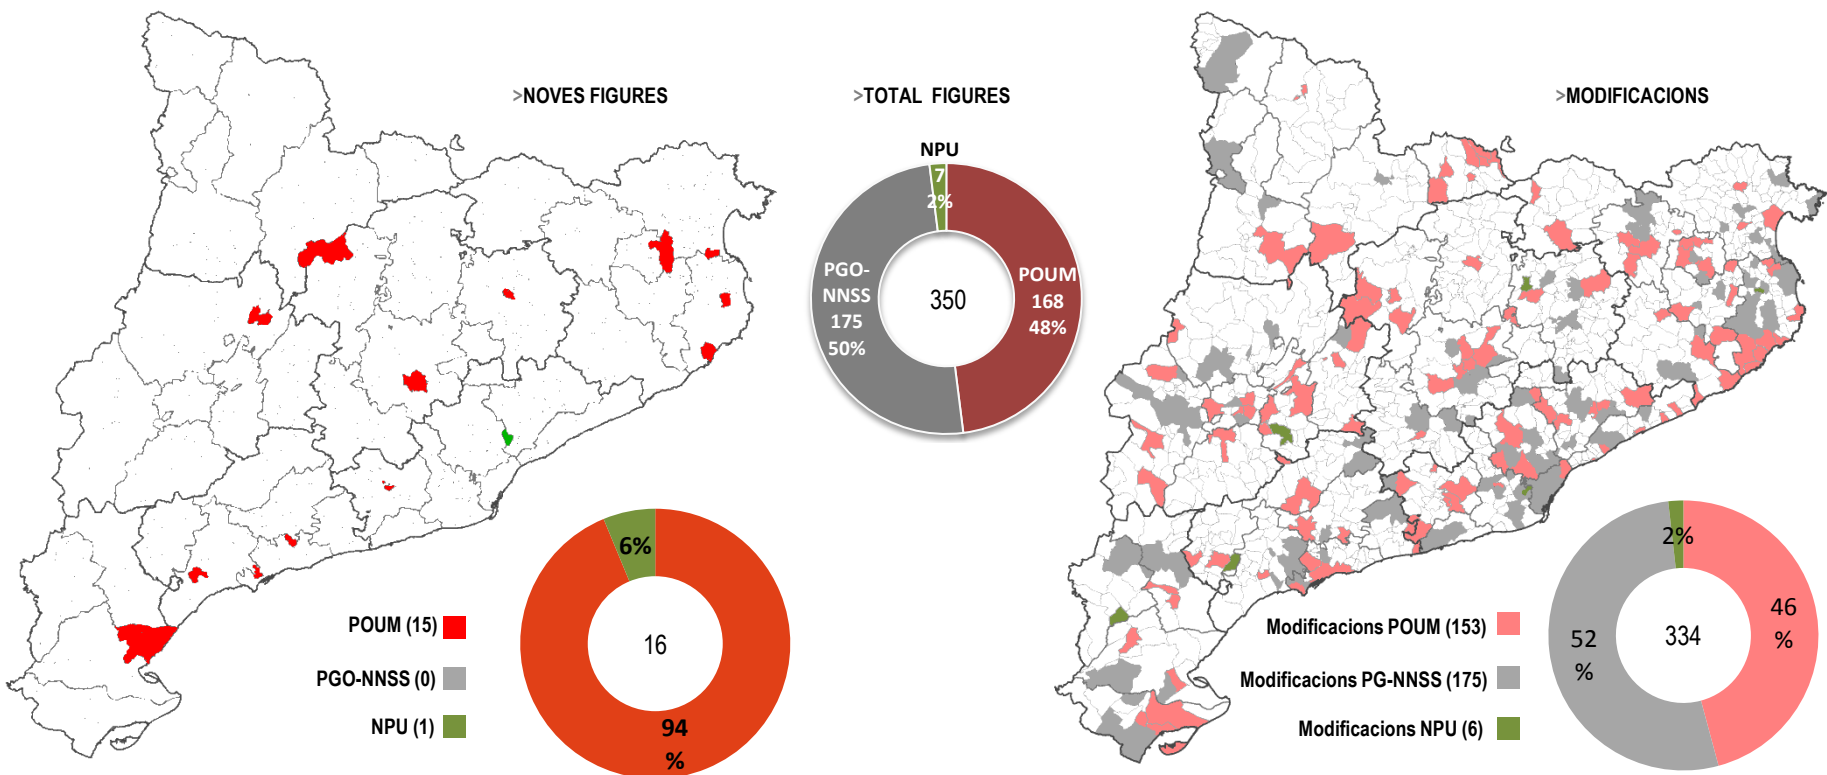 >NOVES FIGURES
>TOTAL FIGURES
>MODIFICACIONS
NPU
7
2%
PGO-
NNSS
175
50%
350
POUM
168
48%
6%
16
94
%
POUM (15)
PGO-NNSS (0)
NPU (1)
2%
46
%
52
%
334
Modificacions POUM (153)
Modificacions PG-NNSS (175)
Modificacions NPU (6)